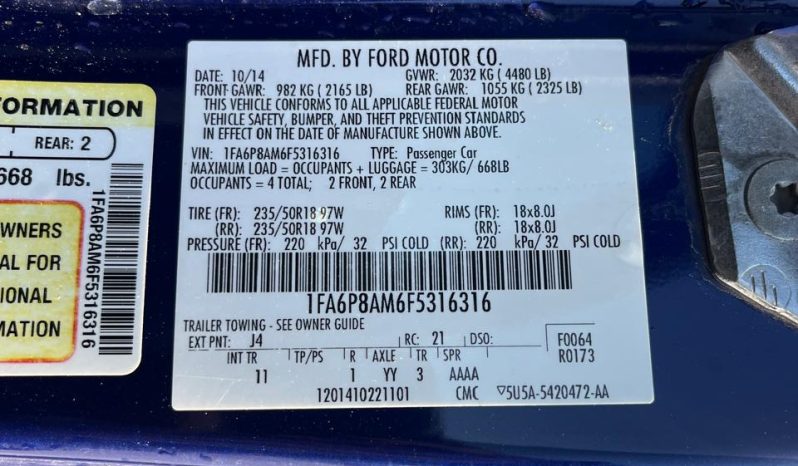 FORMATION
REAR: 2
668 lbs.
OWNERS
AL FOR
IONAL
MATION
1FA6P8AM6F5316316
MFD. BY FORD MOTOR CO.
DATE: 10/14 GVWR: 2032 KG (4480 LB)
FRONT GAWR: 982 KG (2165 LB) REAR GAWR: 1055 KG (2325 LB)
THIS VEHICLE CONFORMS TO ALL APPLICABLE FEDERAL MOTOR
VEHICLE SAFETY, BUMPER, AND THEFT PREVENTION STANDARDS
IN EFFECT ON THE DATE OF MANUFACTURE SHOWN ABOVE.
VIN: 1FA6P8AM6F5316316 TYPE: Passenger Car
MAXIMUM LOAD = OCCUPANTS + LUGGAGE = 303KG/ 668LB
OCCUPANTS = 4 TOTAL; 2 FRONT, 2 REAR
TIRE (FR): 235/50R18 97W RIMS (FR): 18x8.0J
(RR): 235/50R18 97W (RR): 18x8.0J
PRESSURE (FR): 220 kPa/ 32 PSI COLD (RR): 220 kPa/ 32 PSI COLD
1FA6P8AM6F5316316
TRAILER TOWING - SEE OWNER GUIDE
EXT PNT: J4 RC: 21 DSO: F0064
R0173
INT TR TP/PS R AXLE TR SPR
11 1 YY 3 AAAA
1201410221101 CMC ▽5U5A-5420472-AA